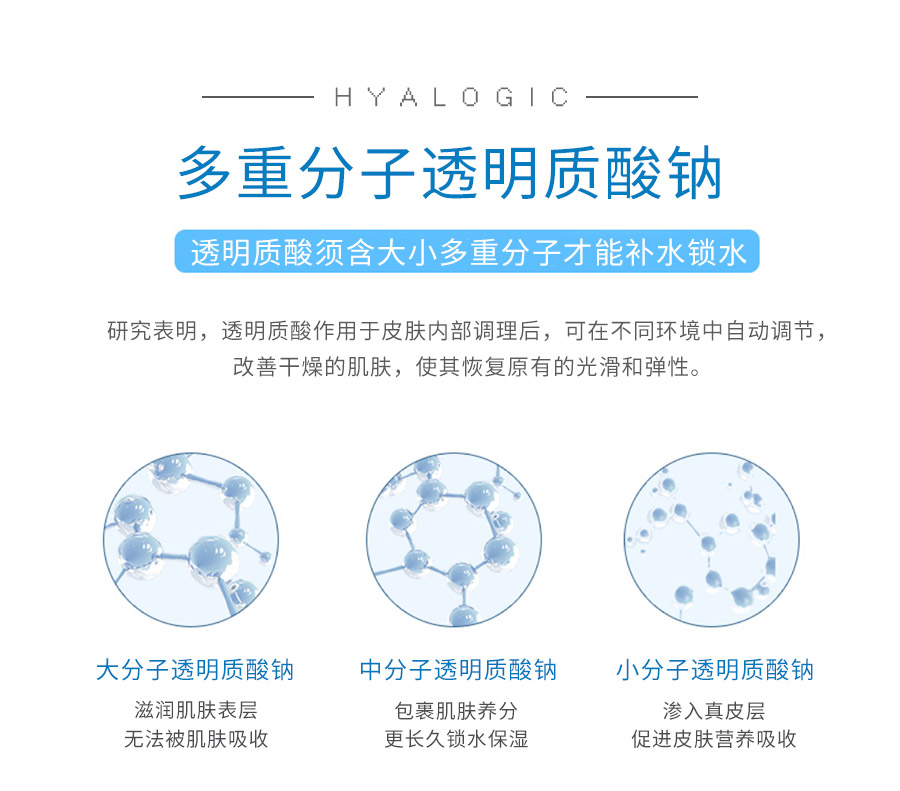 HYALOGIC
多重分子透明质酸钠
透明质酸须含大小多重分子才能补水锁水
研究表明，透明质酸作用于皮肤内部调理后，可在不同环境中自动调节，
改善干燥的肌肤，使其恢复原有的光滑和弹性。
大分子透明质酸钠
滋润肌肤表层
无法被肌肤吸收
中分子透明质酸钠
包裹肌肤养分
更长久锁水保湿
小分子透明质酸钠
渗入真皮层
促进皮肤营养吸收